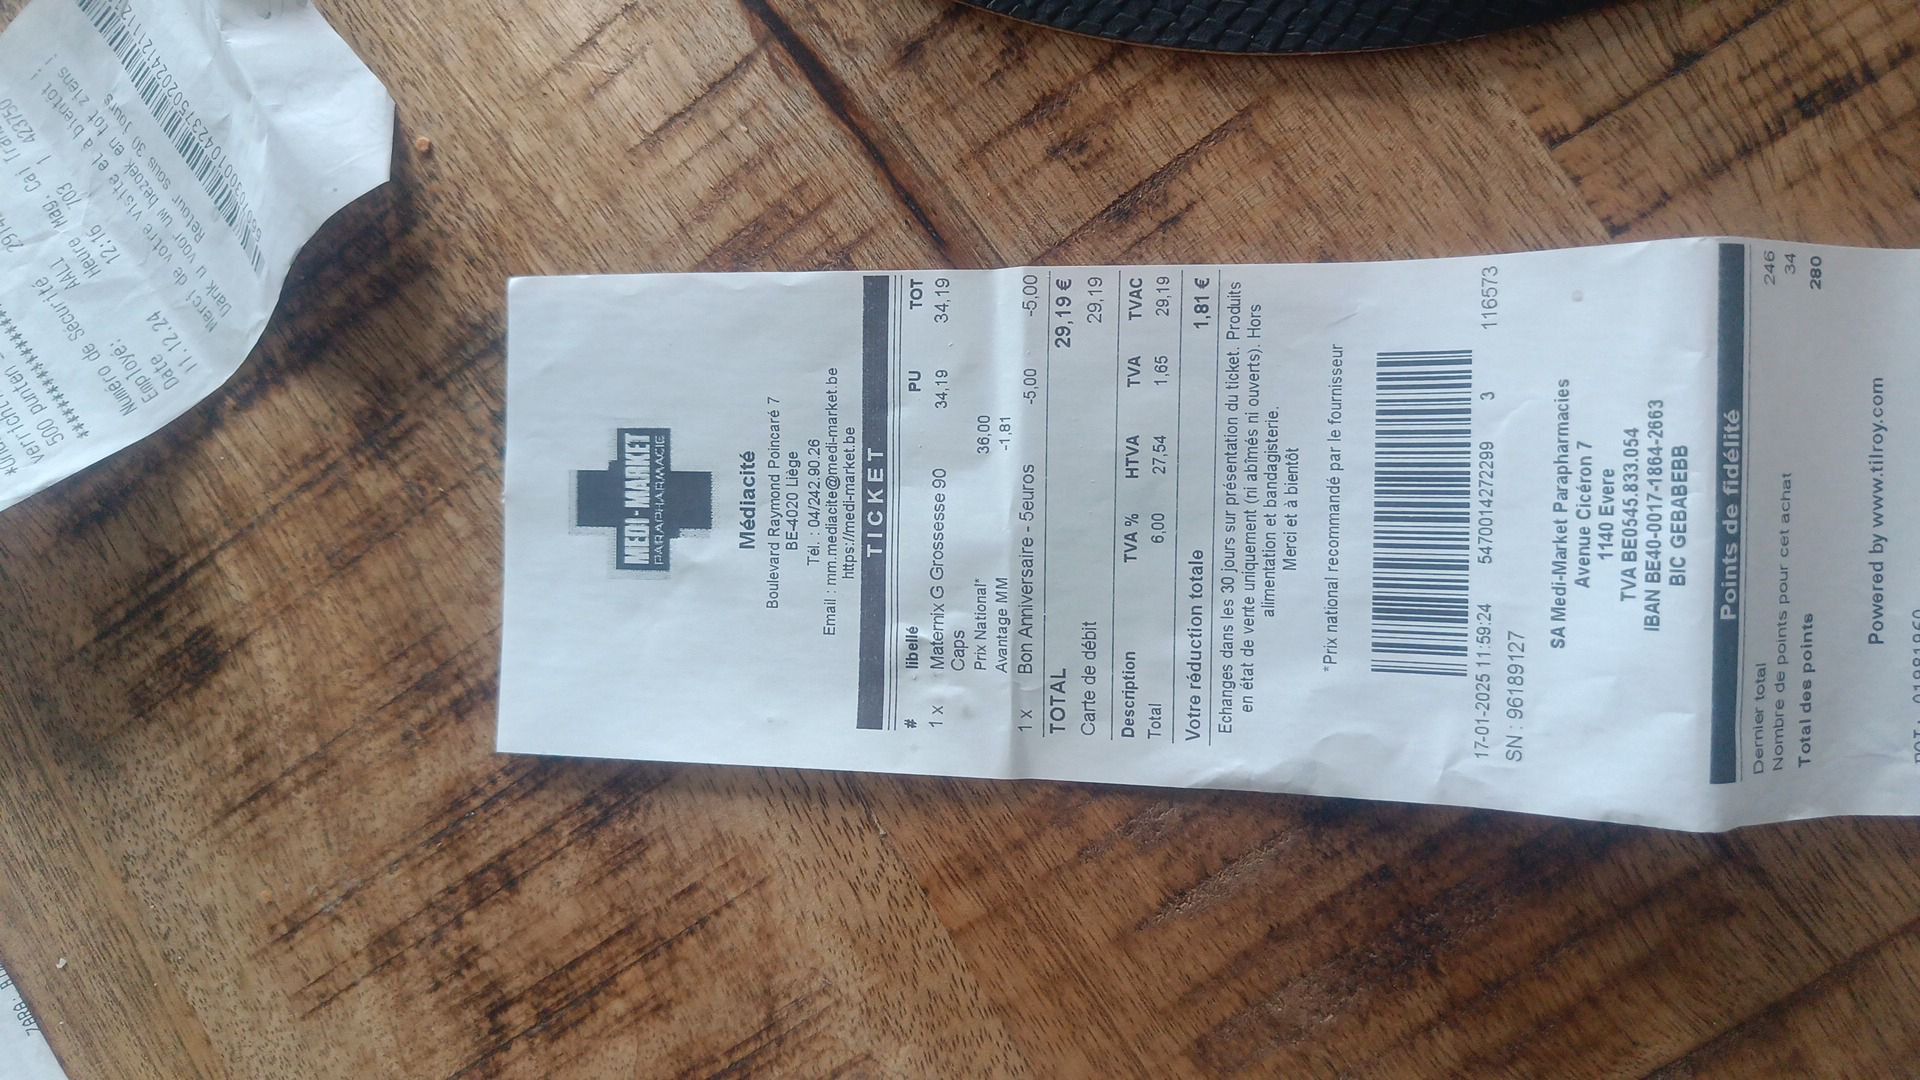 MEDI-MARKET
PARAPHARMACIE
Médiacité
Boulevard Raymond Poincaré 7
BE-4020 Liège
Tél. : 04/242.90.26
Email : mm.mediacite@medi-market.be
https://medi-market.be
TICKET
# libellé PU TOT
1 x Maternix G Grossesse 90 34,19 34,19
Caps
Prix National* 36,00
Avantage MM -1,81
1 x Bon Anniversaire - 5euros -5,00 -5,00
TOTAL 29,19 €
Carte de débit 29,19
Description TVA % HTVA TVA TVAC
Total 6,00 27,54 1,65 29,19
Votre réduction totale 1,81 €
Echanges dans les 30 jours sur présentation du ticket. Produits
en état de vente uniquement (ni abîmés ni ouverts). Hors
alimentation et bandagisterie.
Merci et à bientôt
*Prix national recommandé par le fournisseur
17-01-2025 11:59:24 5470014272299 3 116573
SN : 96189127
SA Medi-Market Parapharmacies
Avenue Cicéron 7
1140 Evere
TVA BE0545.833.054
IBAN BE40-0017-1864-2663
BIC GEBABEBB
Points de fidélité
Dernier total 246
Nombre de points pour cet achat 34
Total des points 280
Powered by www.tilroy.com
500 punten
Numéro de sécurité
Employé: AALI
Date heure Mag. Cai
11.12.24 12:16 703 1 423750
Merci de votre visite et à bientôt !
Dank u voor uw bezoek en tot ziens !
Retour sous 30 jours